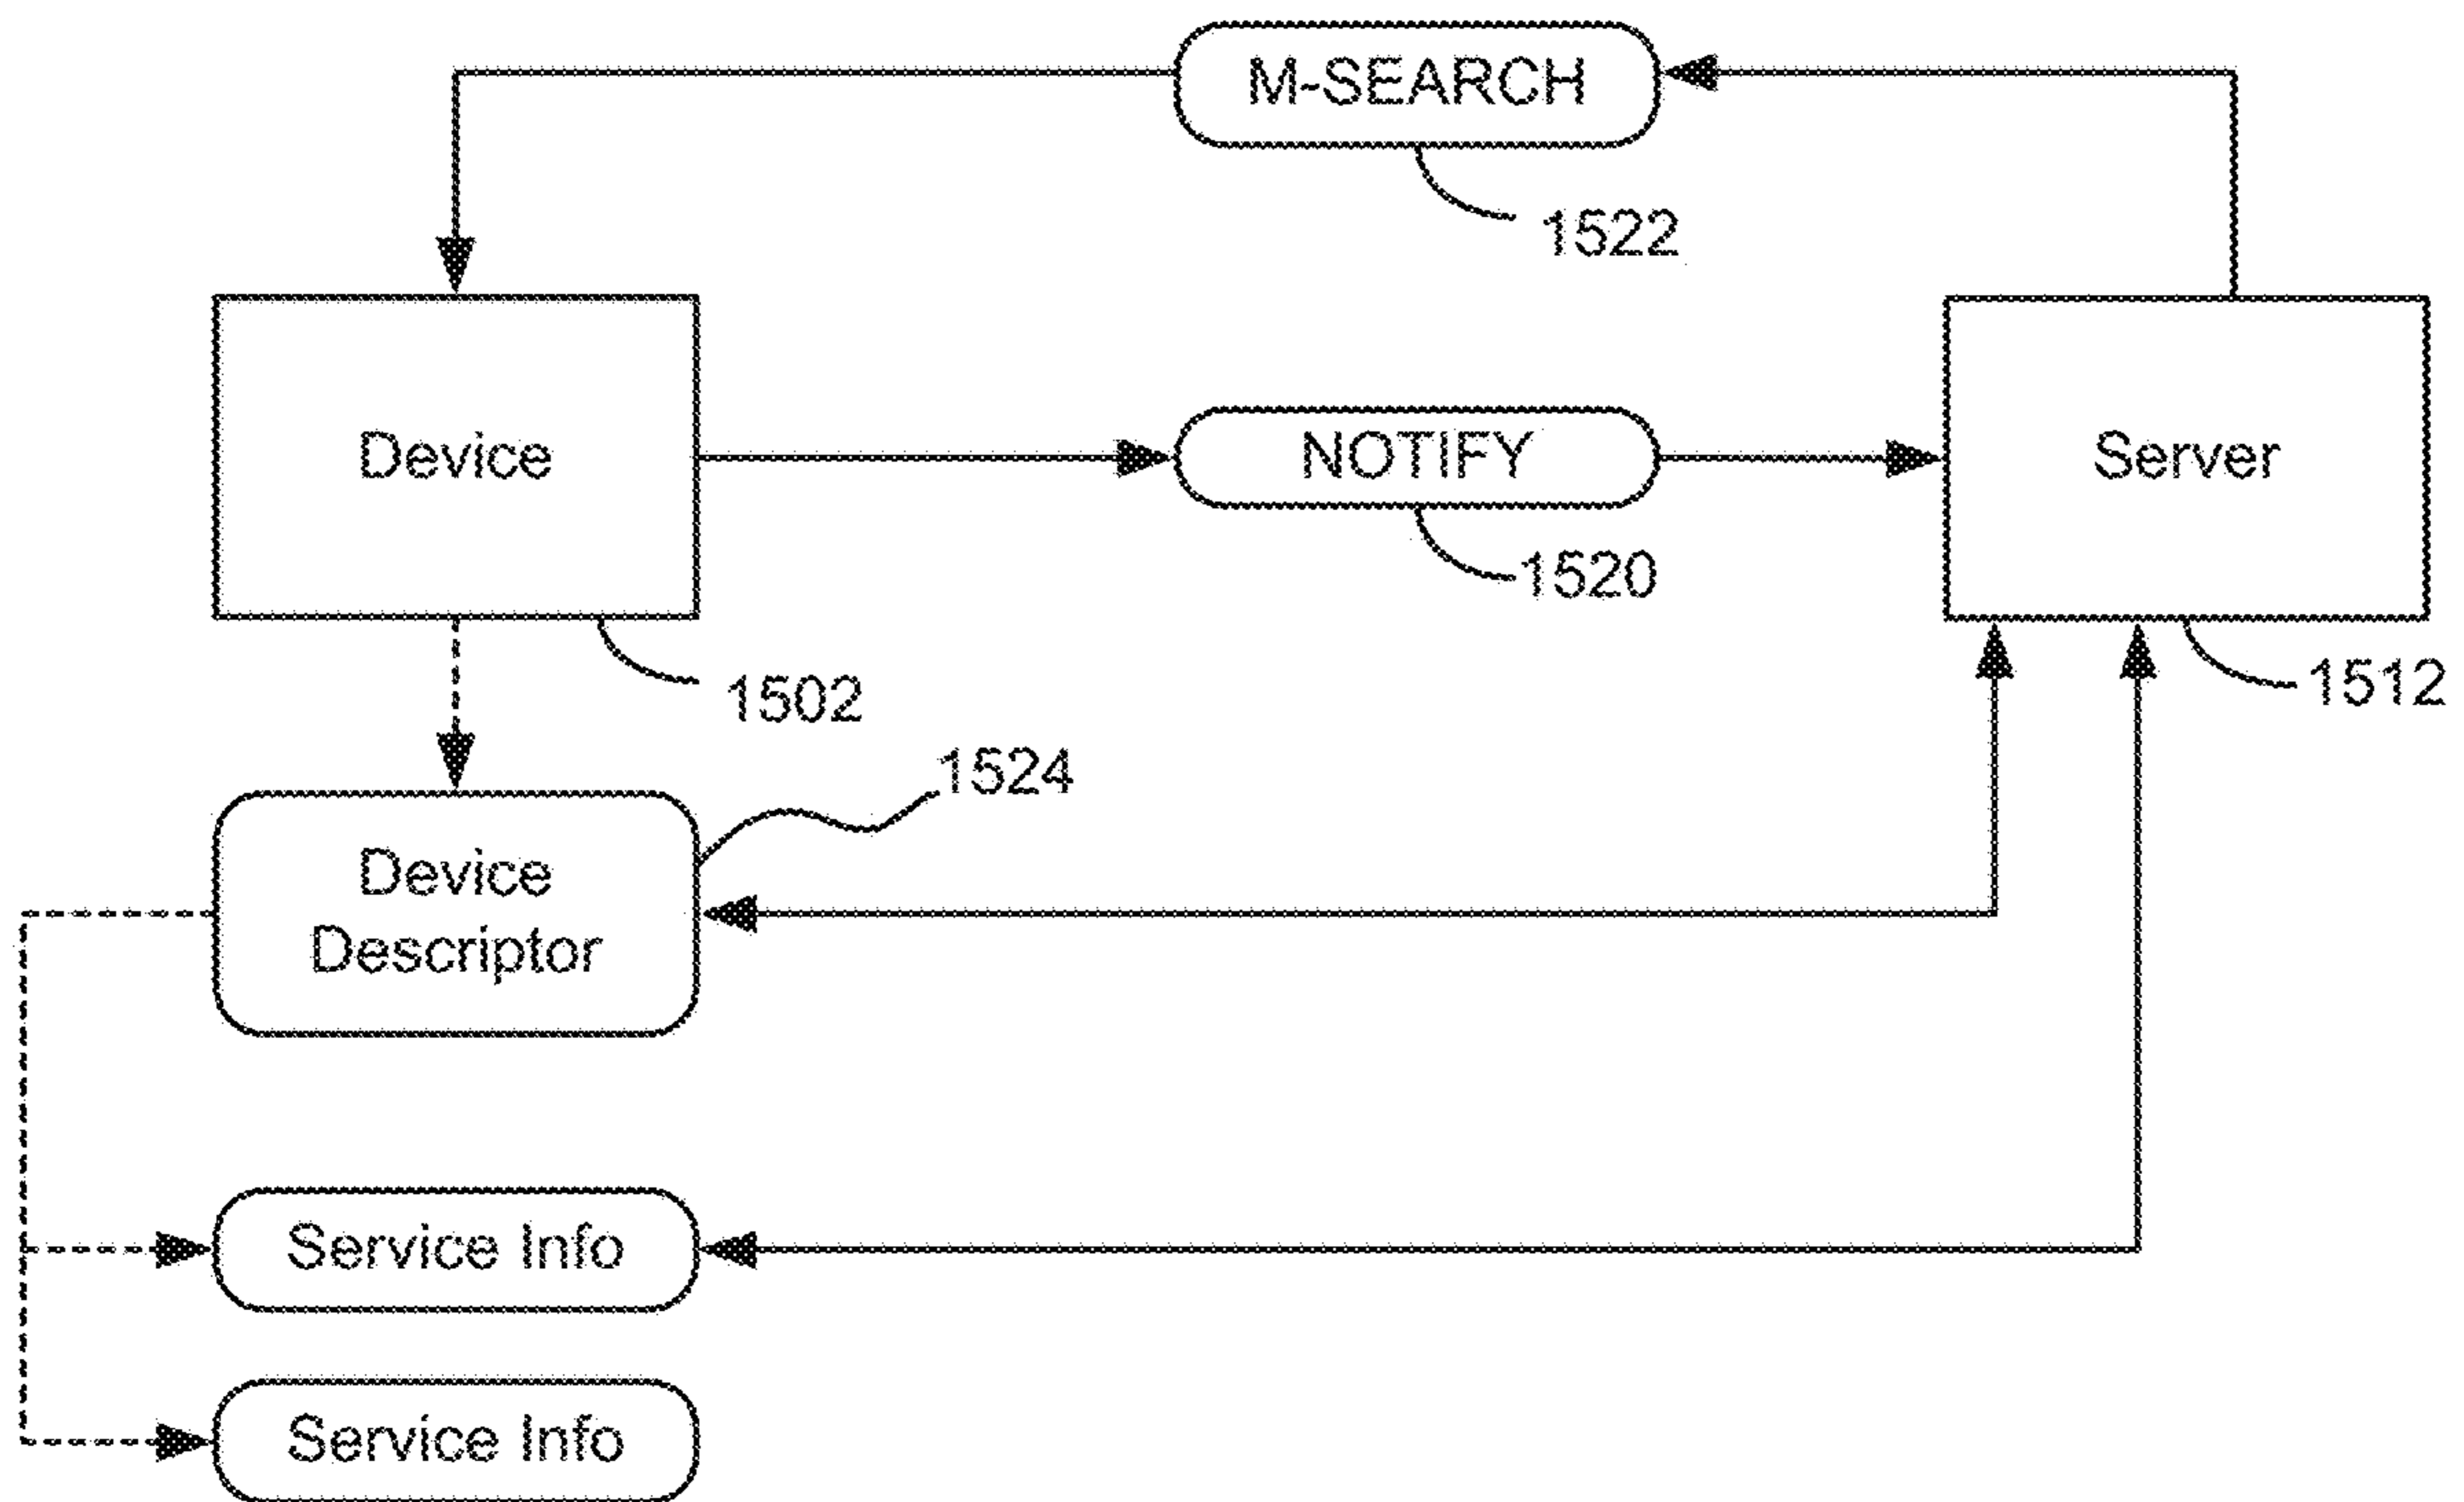 M-SEARCH
1522
Device
NOTIFY
Server
1520
1502
1512
1524
Device
Descriptor
Service Info
Service Info